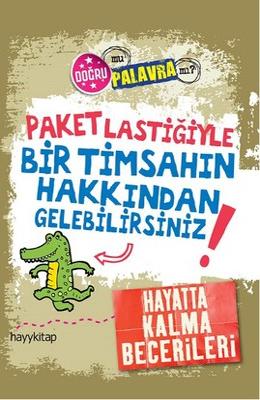 DOĞRU mu PALAVRA mı?
PAKET LASTİĞİYLE
BİR TİMSAHIN
HAKKINDAN
GELEBİLİRSİNİZ!
HAYATTA
KALMA
BECERİLERİ
hayykitap